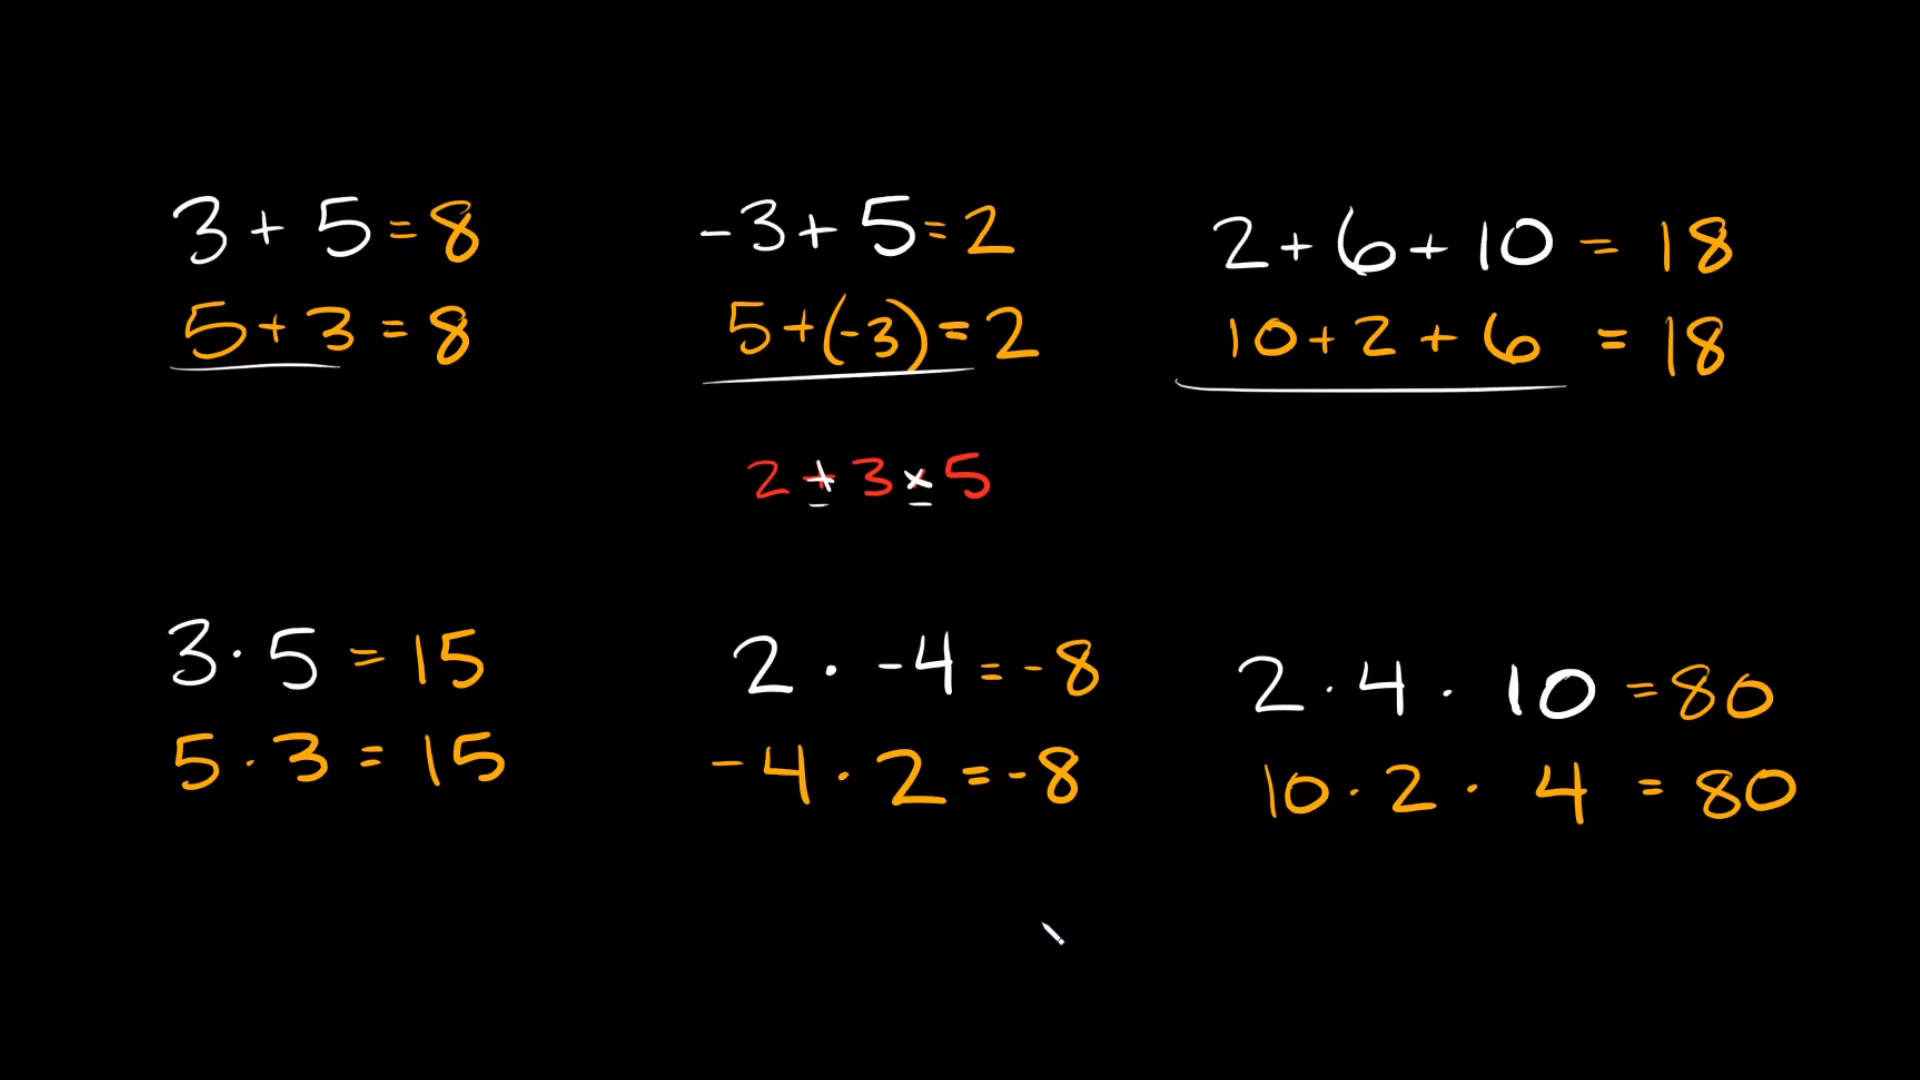 3 + 5 = 8
5 + 3 = 8
-3 + 5 = 2
5 + (-3) = 2
2 + 6 + 10 = 18
10 + 2 + 6 = 18
2 + 3 × 5
3 · 5 = 15
5 · 3 = 15
2 · -4 = -8
-4 · 2 = -8
2 · 4 · 10 = 80
10 · 2 · 4 = 80